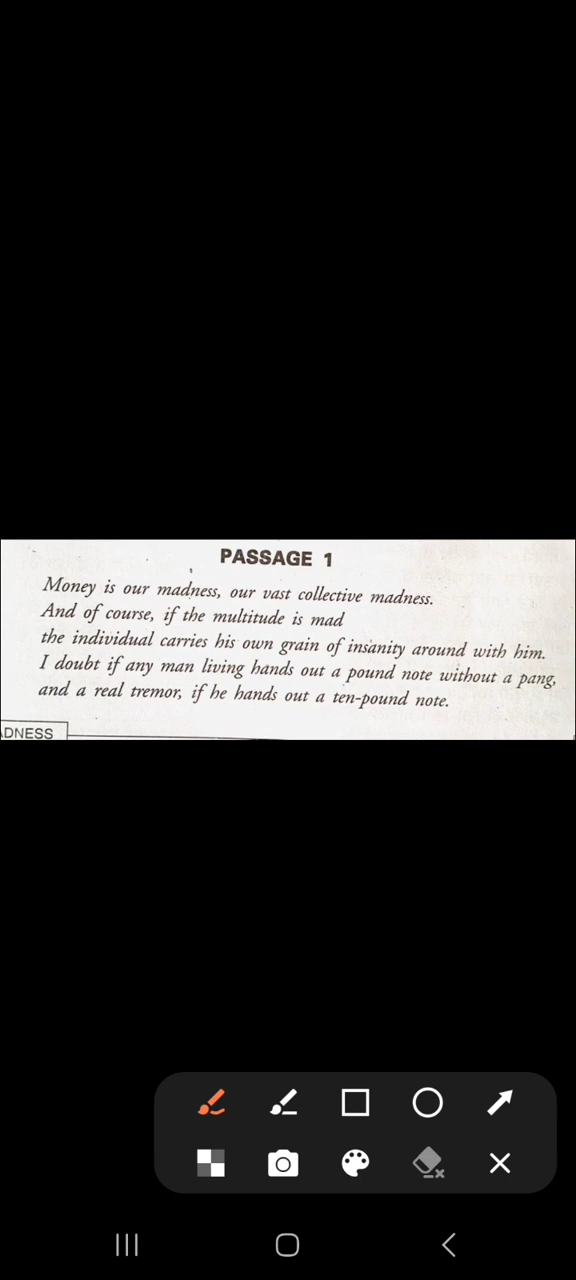 PASSAGE 1
Money is our madness, our vast collective madness.
And of course, if the multitude is mad
the individual carries his own grain of insanity around with him.
I doubt if any man living hands out a pound note without a pang,
and a real tremor, if he hands out a ten-pound note.
ADNESS